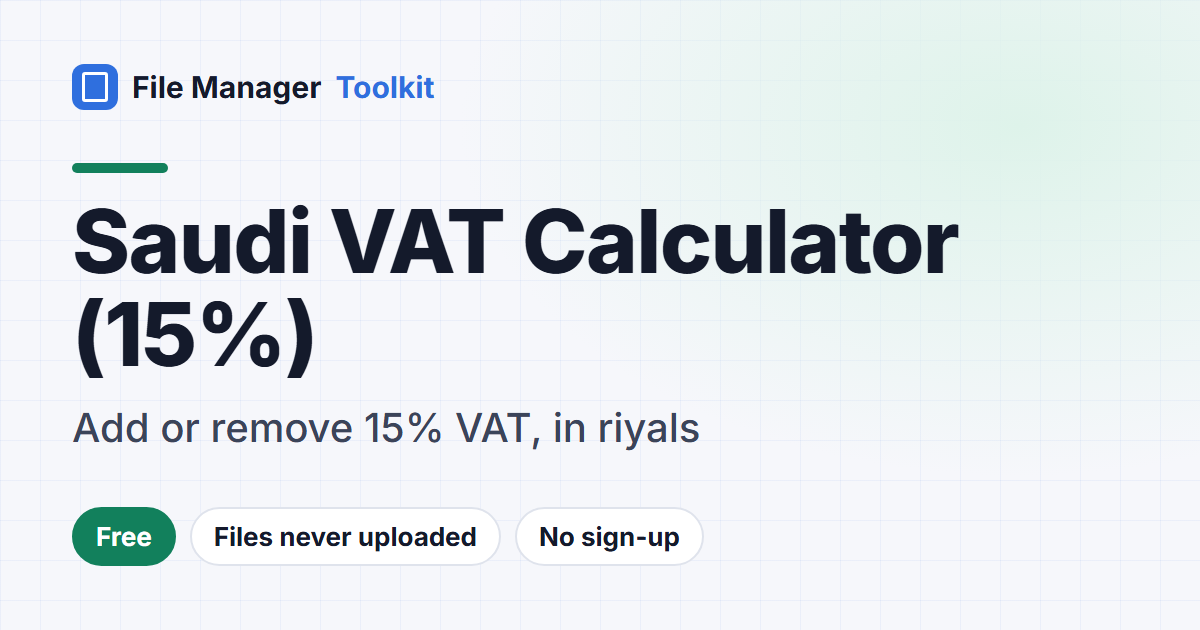 File Manager Toolkit
Saudi VAT Calculator
(15%)
Add or remove 15% VAT, in riyals
Free
Files never uploaded
No sign-up